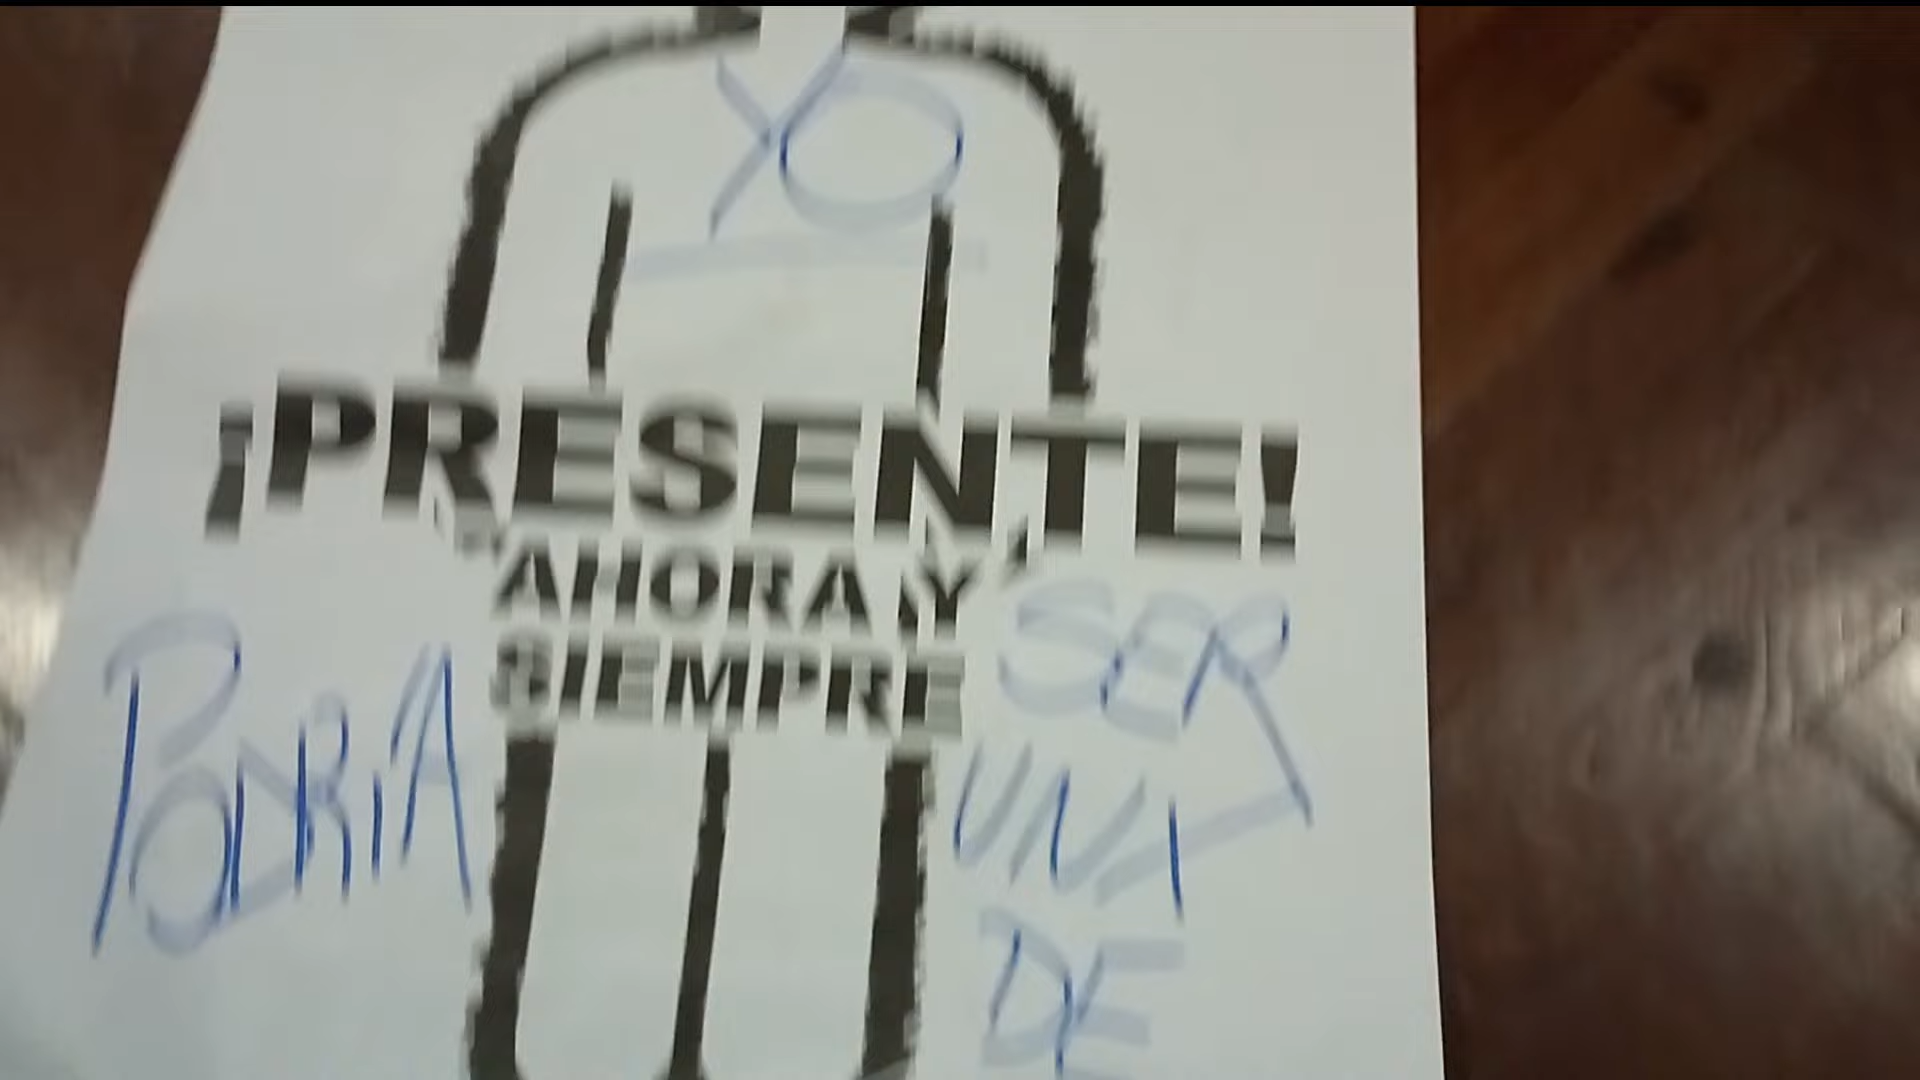 YO
¡PRESENTE!
AHORA Y
SIEMPRE
PODRIA
SER
UNA
DE